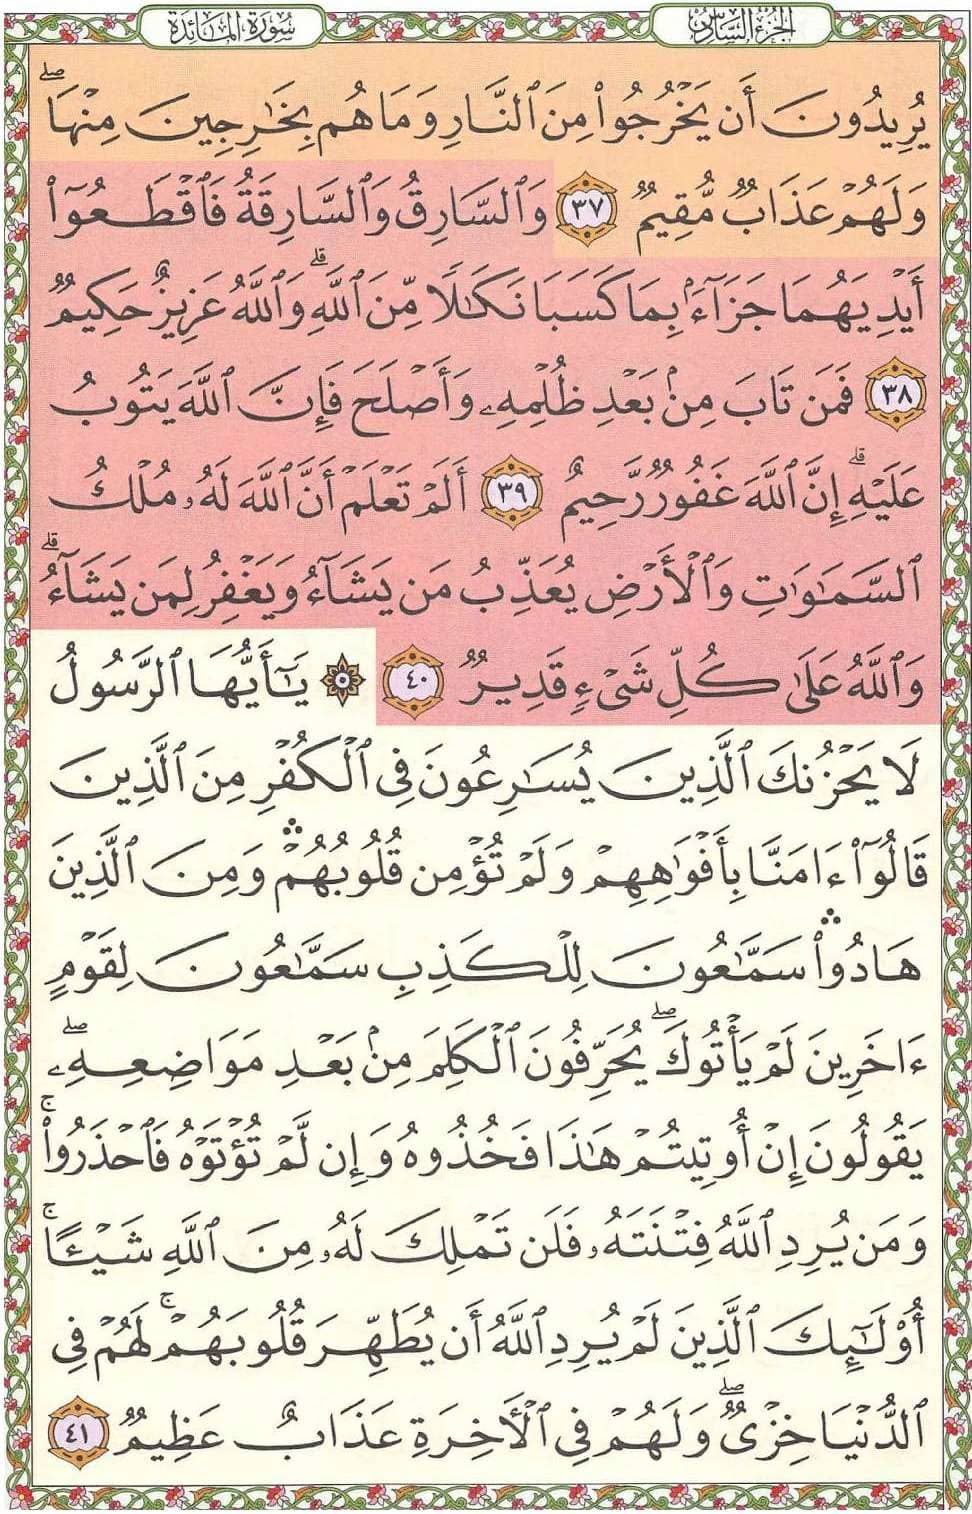 الجزء السادس
سورة المائدة
يُرِيدُونَ أَن يَخْرُجُوا۟ مِنَ ٱلنَّارِ وَمَا هُم بِخَٰرِجِينَ مِنْهَا ۖ
وَلَهُمْ عَذَابٌ مُّقِيمٌ ٣٧ وَٱلسَّارِقُ وَٱلسَّارِقَةُ فَٱقْطَعُوٓا۟
أَيْدِيَهُمَا جَزَآءًۢ بِمَا كَسَبَا نَكَٰلًا مِّنَ ٱللَّهِ ۗ وَٱللَّهُ عَزِيزٌ حَكِيمٌ
٣٨ فَمَن تَابَ مِنۢ بَعْدِ ظُلْمِهِۦ وَأَصْلَحَ فَإِنَّ ٱللَّهَ يَتُوبُ
عَلَيْهِ ۗ إِنَّ ٱللَّهَ غَفُورٌ رَّحِيمٌ ٣٩ أَلَمْ تَعْلَمْ أَنَّ ٱللَّهَ لَهُۥ مُلْكُ
ٱلسَّمَٰوَٰتِ وَٱلْأَرْضِ يُعَذِّبُ مَن يَشَآءُ وَيَغْفِرُ لِمَن يَشَآءُ ۗ
وَٱللَّهُ عَلَىٰ كُلِّ شَىْءٍ قَدِيرٌ ٤٠ ۞ يَٰٓأَيُّهَا ٱلرَّسُولُ
لَا يَحْزُنكَ ٱلَّذِينَ يُسَٰرِعُونَ فِى ٱلْكُفْرِ مِنَ ٱلَّذِينَ
قَالُوٓا۟ ءَامَنَّا بِأَفْوَٰهِهِمْ وَلَمْ تُؤْمِن قُلُوبُهُمْ ۛ وَمِنَ ٱلَّذِينَ
هَادُوا۟ ۛ سَمَّٰعُونَ لِلْكَذِبِ سَمَّٰعُونَ لِقَوْمٍ
ءَاخَرِينَ لَمْ يَأْتُوكَ ۖ يُحَرِّفُونَ ٱلْكَلِمَ مِنۢ بَعْدِ مَوَاضِعِهِۦ ۖ
يَقُولُونَ إِنْ أُوتِيتُمْ هَٰذَا فَخُذُوهُ وَإِن لَّمْ تُؤْتَوْهُ فَٱحْذَرُوا۟ ۚ
وَمَن يُرِدِ ٱللَّهُ فِتْنَتَهُۥ فَلَن تَمْلِكَ لَهُۥ مِنَ ٱللَّهِ شَيْـًٔا ۚ
أُو۟لَٰٓئِكَ ٱلَّذِينَ لَمْ يُرِدِ ٱللَّهُ أَن يُطَهِّرَ قُلُوبَهُمْ ۚ لَهُمْ فِى
ٱلدُّنْيَا خِزْىٌ ۖ وَلَهُمْ فِى ٱلْءَاخِرَةِ عَذَابٌ عَظِيمٌ ٤١